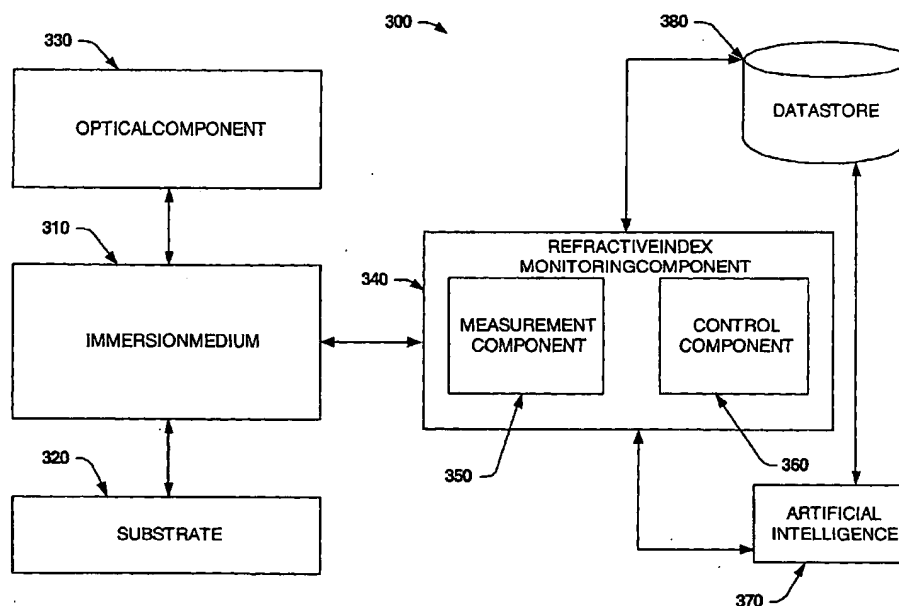 300
330
OPTICALCOMPONENT
380
DATASTORE
310
IMMERSIONMEDIUM
340
REFRACTIVEINDEX
MONITORINGCOMPONENT
MEASUREMENT
COMPONENT
CONTROL
COMPONENT
350
360
320
SUBSTRATE
ARTIFICIAL
INTELLIGENCE
370